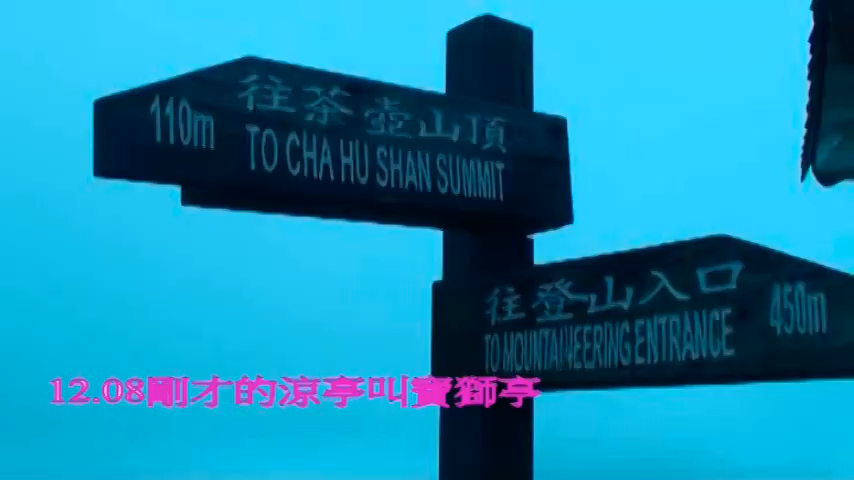 往茶壺山頂
110m
TO CHA HU SHAN SUMMIT
往登山入口
450m
TO MOUNTAINEERING ENTRANCE
12.08剛才的涼亭叫寶獅亭